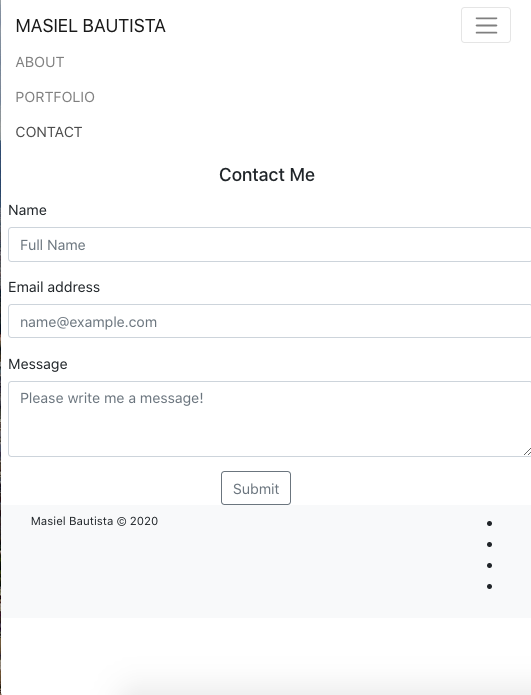 MASIEL BAUTISTA
ABOUT
PORTFOLIO
CONTACT
Contact Me
Name
Full Name
Email address
name@example.com
Message
Please write me a message!
Submit
Masiel Bautista © 2020